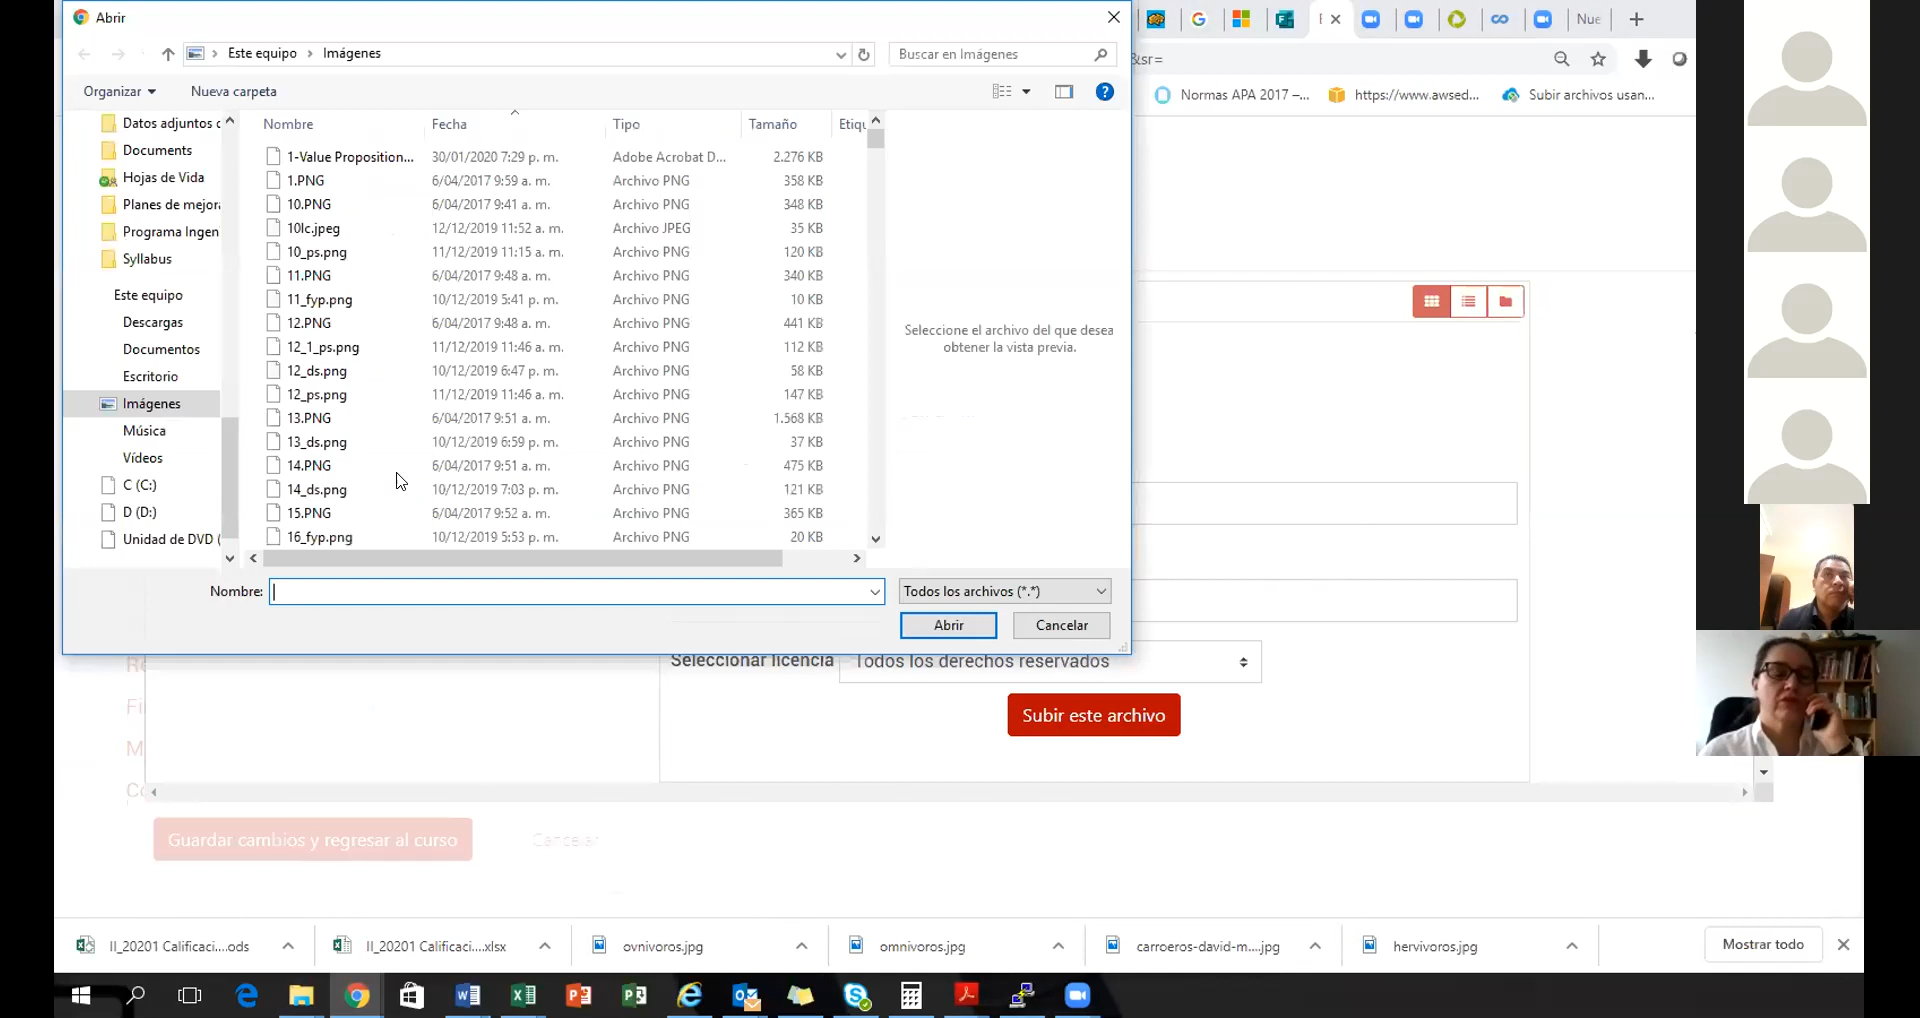 Abrir
Este equipo > Imágenes
Buscar en Imágenes
&sr=
Nue
Organizar
Nueva carpeta
Normas APA 2017 –...
https://www.awsed...
Subir archivos usan...
Nombre Fecha Tipo Tamaño Etiqu
Datos adjuntos c
Documents
Hojas de Vida
Planes de mejora
Programa Ingen
Syllabus
Este equipo
Descargas
Documentos
Escritorio
Imágenes
Música
Vídeos
C (C:)
D (D:)
Unidad de DVD (
1-Value Proposition... 30/01/2020 7:29 p. m. Adobe Acrobat D... 2.276 KB
1.PNG 6/04/2017 9:59 a. m. Archivo PNG 358 KB
10.PNG 6/04/2017 9:41 a. m. Archivo PNG 348 KB
10lc.jpeg 12/12/2019 11:52 a. m. Archivo JPEG 35 KB
10_ps.png 11/12/2019 11:15 a. m. Archivo PNG 120 KB
11.PNG 6/04/2017 9:48 a. m. Archivo PNG 340 KB
11_fyp.png 10/12/2019 5:41 p. m. Archivo PNG 10 KB
12.PNG 6/04/2017 9:48 a. m. Archivo PNG 441 KB
12_1_ps.png 11/12/2019 11:46 a. m. Archivo PNG 112 KB
12_ds.png 10/12/2019 6:47 p. m. Archivo PNG 58 KB
12_ps.png 11/12/2019 11:46 a. m. Archivo PNG 147 KB
13.PNG 6/04/2017 9:51 a. m. Archivo PNG 1.568 KB
13_ds.png 10/12/2019 6:59 p. m. Archivo PNG 37 KB
14.PNG 6/04/2017 9:51 a. m. Archivo PNG 475 KB
14_ds.png 10/12/2019 7:03 p. m. Archivo PNG 121 KB
15.PNG 6/04/2017 9:52 a. m. Archivo PNG 365 KB
16_fyp.png 10/12/2019 5:53 p. m. Archivo PNG 20 KB
Seleccione el archivo del que desea
obtener la vista previa.
Nombre:
Todos los archivos (*.*)
Abrir
Cancelar
Seleccionar licencia
Todos los derechos reservados
Subir este archivo
Re
Fi
M
Co
Guardar cambios y regresar al curso
Cancelar
II_20201 Calificaci....ods
II_20201 Calificaci....xlsx
ovnivoros.jpg
omnivoros.jpg
carroeros-david-m....jpg
hervivoros.jpg
Mostrar todo